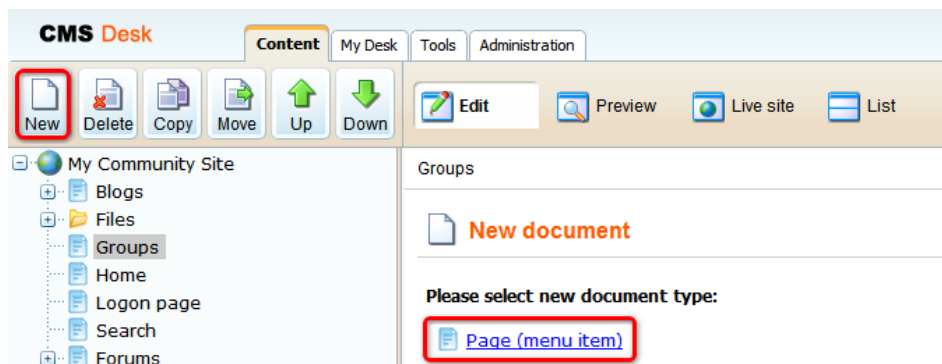 CMS Desk
Content My Desk Tools Administration
New Delete Copy Move Up Down Edit Preview Live site List
My Community Site
Groups
Blogs
Files
New document
Groups
Home
Logon page
Please select new document type:
Search
Page (menu item)
Forums